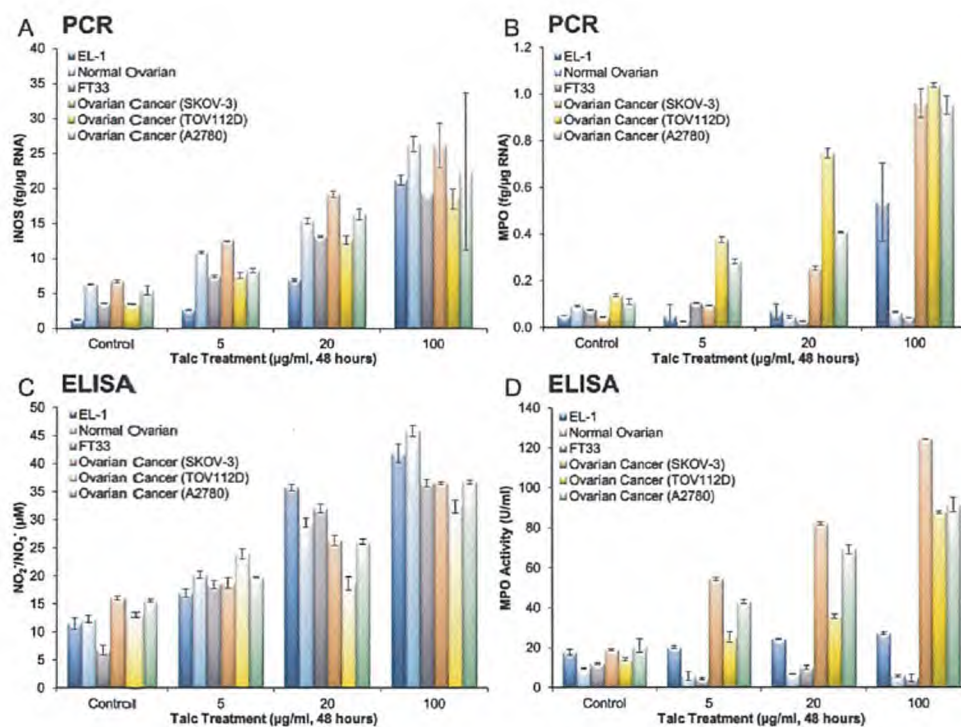 A PCR
INOS (fg/µg RNA)
40
35
30
25
20
15
10
5
0
EL-1
Normal Ovarian
FT33
Ovarian Cancer (SKOV-3)
Ovarian Cancer (TOV112D)
Ovarian Cancer (A2780)
Control 5 20 100
Talc Treatment (µg/ml, 48 hours)
B PCR
MPO (fg/µg RNA)
1.2
1.0
0.8
0.6
0.4
0.2
0.0
EL-1
Normal Ovarian
FT33
Ovarian Cancer (SKOV-3)
Ovarian Cancer (TOV112D)
Ovarian Cancer (A2780)
Control 5 20 100
Talc Treatment (µg/ml, 48 hours)
C ELISA
NO₂⁻/NO₃⁻ (µM)
50
45
40
35
30
25
20
15
10
5
0
EL-1
Normal Ovarian
FT33
Ovarian Cancer (SKOV-3)
Ovarian Cancer (TOV112D)
Ovarian Cancer (A2780)
Control 5 20 100
Talc Treatment (µg/ml, 48 hours)
D ELISA
MPO Activity (U/ml)
140
120
100
80
60
40
20
0
EL-1
Normal Ovarian
FT33
Ovarian Cancer (SKOV-3)
Ovarian Cancer (TOV112D)
Ovarian Cancer (A2780)
Control 5 20 100
Talc Treatment (µg/ml, 48 hours)